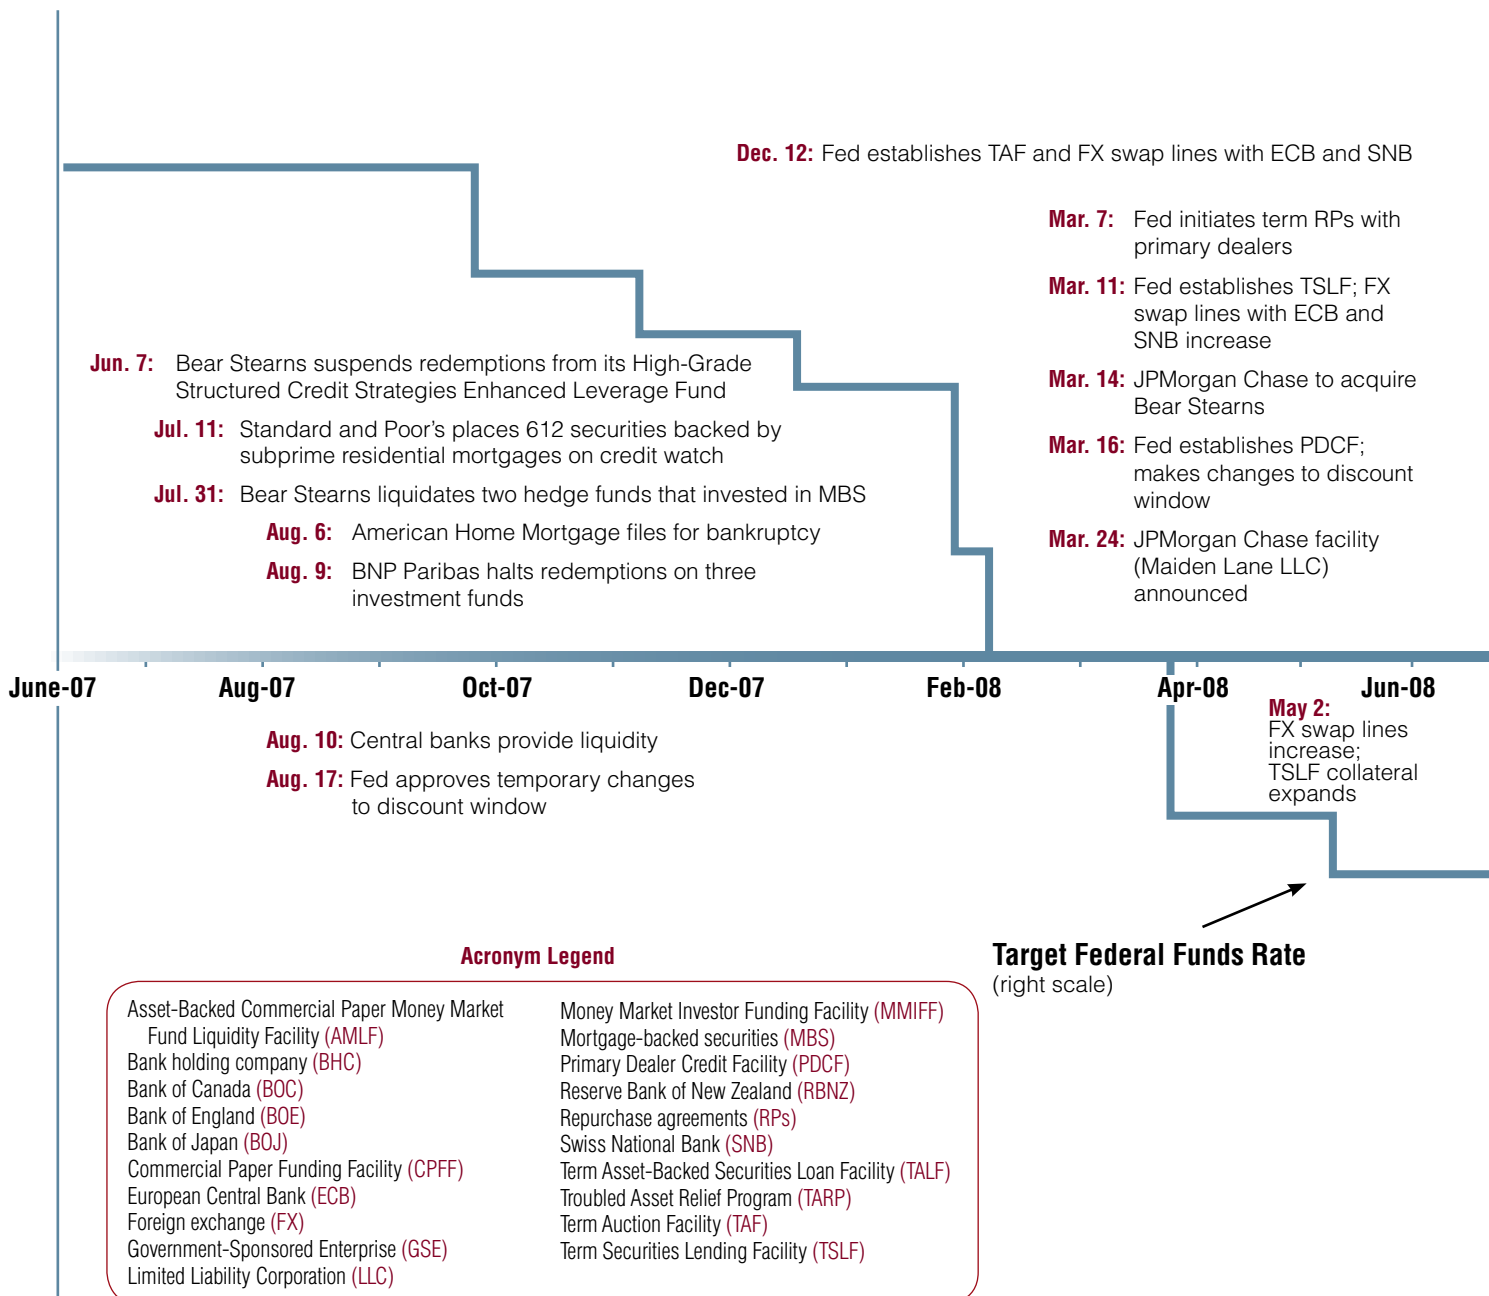 Dec. 12: Fed establishes TAF and FX swap lines with ECB and SNB
Mar. 7: Fed initiates term RPs with
primary dealers
Mar. 11: Fed establishes TSLF; FX
swap lines with ECB and
SNB increase
Mar. 14: JPMorgan Chase to acquire
Bear Stearns
Mar. 16: Fed establishes PDCF;
makes changes to discount
window
Mar. 24: JPMorgan Chase facility
(Maiden Lane LLC)
announced
Jun. 7: Bear Stearns suspends redemptions from its High-Grade
Structured Credit Strategies Enhanced Leverage Fund
Jul. 11: Standard and Poor's places 612 securities backed by
subprime residential mortgages on credit watch
Jul. 31: Bear Stearns liquidates two hedge funds that invested in MBS
Aug. 6: American Home Mortgage files for bankruptcy
Aug. 9: BNP Paribas halts redemptions on three
investment funds
June-07 Aug-07 Oct-07 Dec-07 Feb-08 Apr-08 Jun-08
Aug. 10: Central banks provide liquidity
Aug. 17: Fed approves temporary changes
to discount window
May 2:
FX swap lines
increase;
TSLF collateral
expands
Target Federal Funds Rate
(right scale)
Acronym Legend
Asset-Backed Commercial Paper Money Market
Fund Liquidity Facility (AMLF)
Bank holding company (BHC)
Bank of Canada (BOC)
Bank of England (BOE)
Bank of Japan (BOJ)
Commercial Paper Funding Facility (CPFF)
European Central Bank (ECB)
Foreign exchange (FX)
Government-Sponsored Enterprise (GSE)
Limited Liability Corporation (LLC)
Money Market Investor Funding Facility (MMIFF)
Mortgage-backed securities (MBS)
Primary Dealer Credit Facility (PDCF)
Reserve Bank of New Zealand (RBNZ)
Repurchase agreements (RPs)
Swiss National Bank (SNB)
Term Asset-Backed Securities Loan Facility (TALF)
Troubled Asset Relief Program (TARP)
Term Auction Facility (TAF)
Term Securities Lending Facility (TSLF)